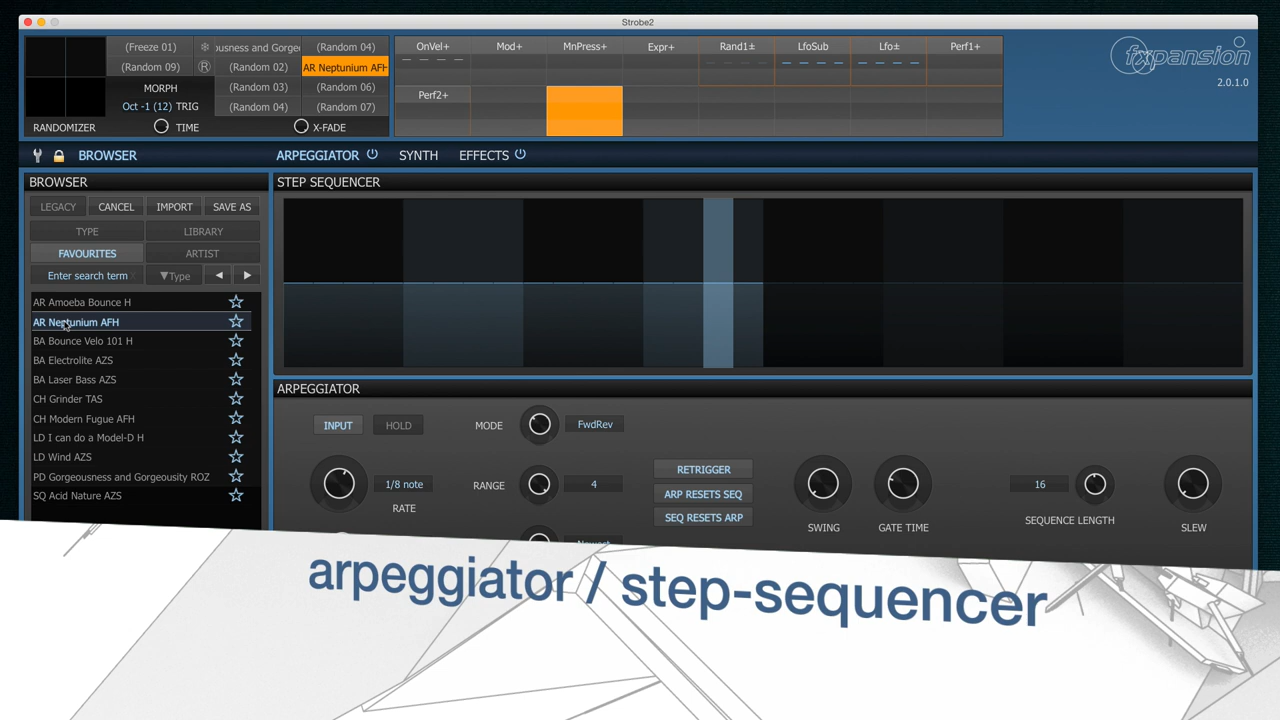 Strobe2
(Freeze 01)
(Random 09)
MORPH
Oct -1 (12) TRIG
RANDOMIZER
TIME
X-FADE
ousness and Gorge
(Random 04)
R
(Random 02)
AR Neptunium AFH
(Random 03)
(Random 06)
(Random 04)
(Random 07)
OnVel+
Mod+
MnPress+
Expr+
Rand1±
LfoSub
Lfo±
Perf1+
Perf2+
fxpansion
2.0.1.0
BROWSER
ARPEGGIATOR
SYNTH
EFFECTS
BROWSER
LEGACY
CANCEL
IMPORT
SAVE AS
TYPE
LIBRARY
FAVOURITES
ARTIST
Enter search term
▼Type
AR Amoeba Bounce H
AR Neptunium AFH
BA Bounce Velo 101 H
BA Electrolite AZS
BA Laser Bass AZS
CH Grinder TAS
CH Modern Fugue AFH
LD I can do a Model-D H
LD Wind AZS
PD Gorgeousness and Gorgeousity ROZ
SQ Acid Nature AZS
STEP SEQUENCER
ARPEGGIATOR
INPUT
HOLD
MODE
FwdRev
1/8 note
RATE
RANGE
4
RETRIGGER
ARP RESETS SEQ
SEQ RESETS ARP
SWING
GATE TIME
16
SEQUENCE LENGTH
SLEW
arpeggiator / step-sequencer